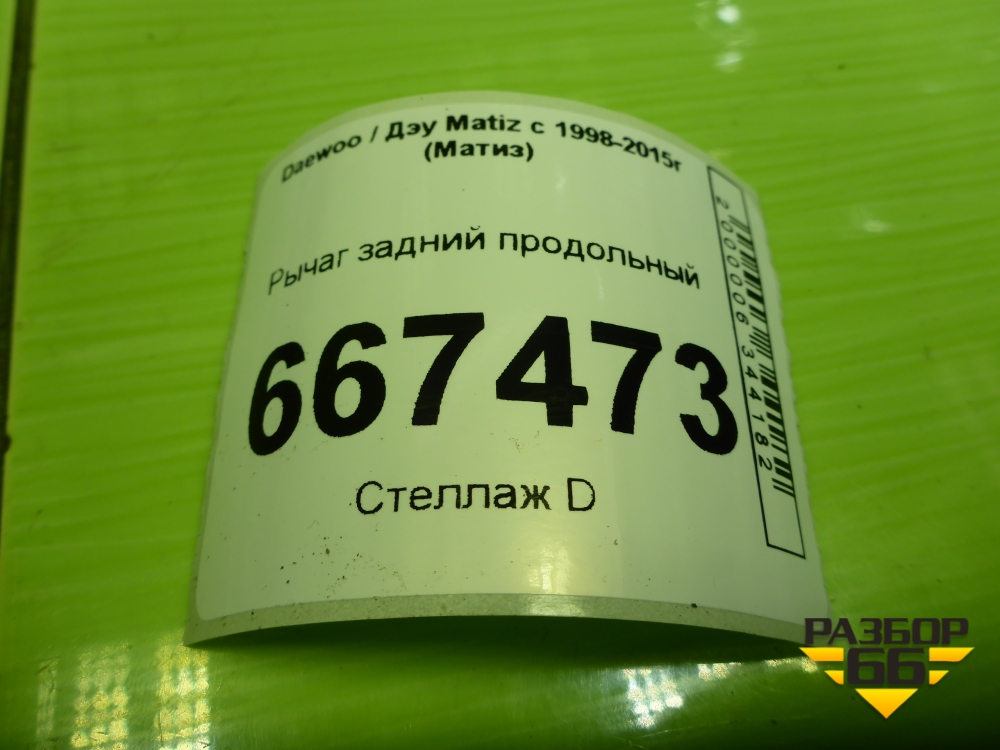 Daewoo / Дэу Matiz с 1998-2015г
(Матиз)
Рычаг задний продольный
667473
Стеллаж D
2000006344182
РАЗБОР
66